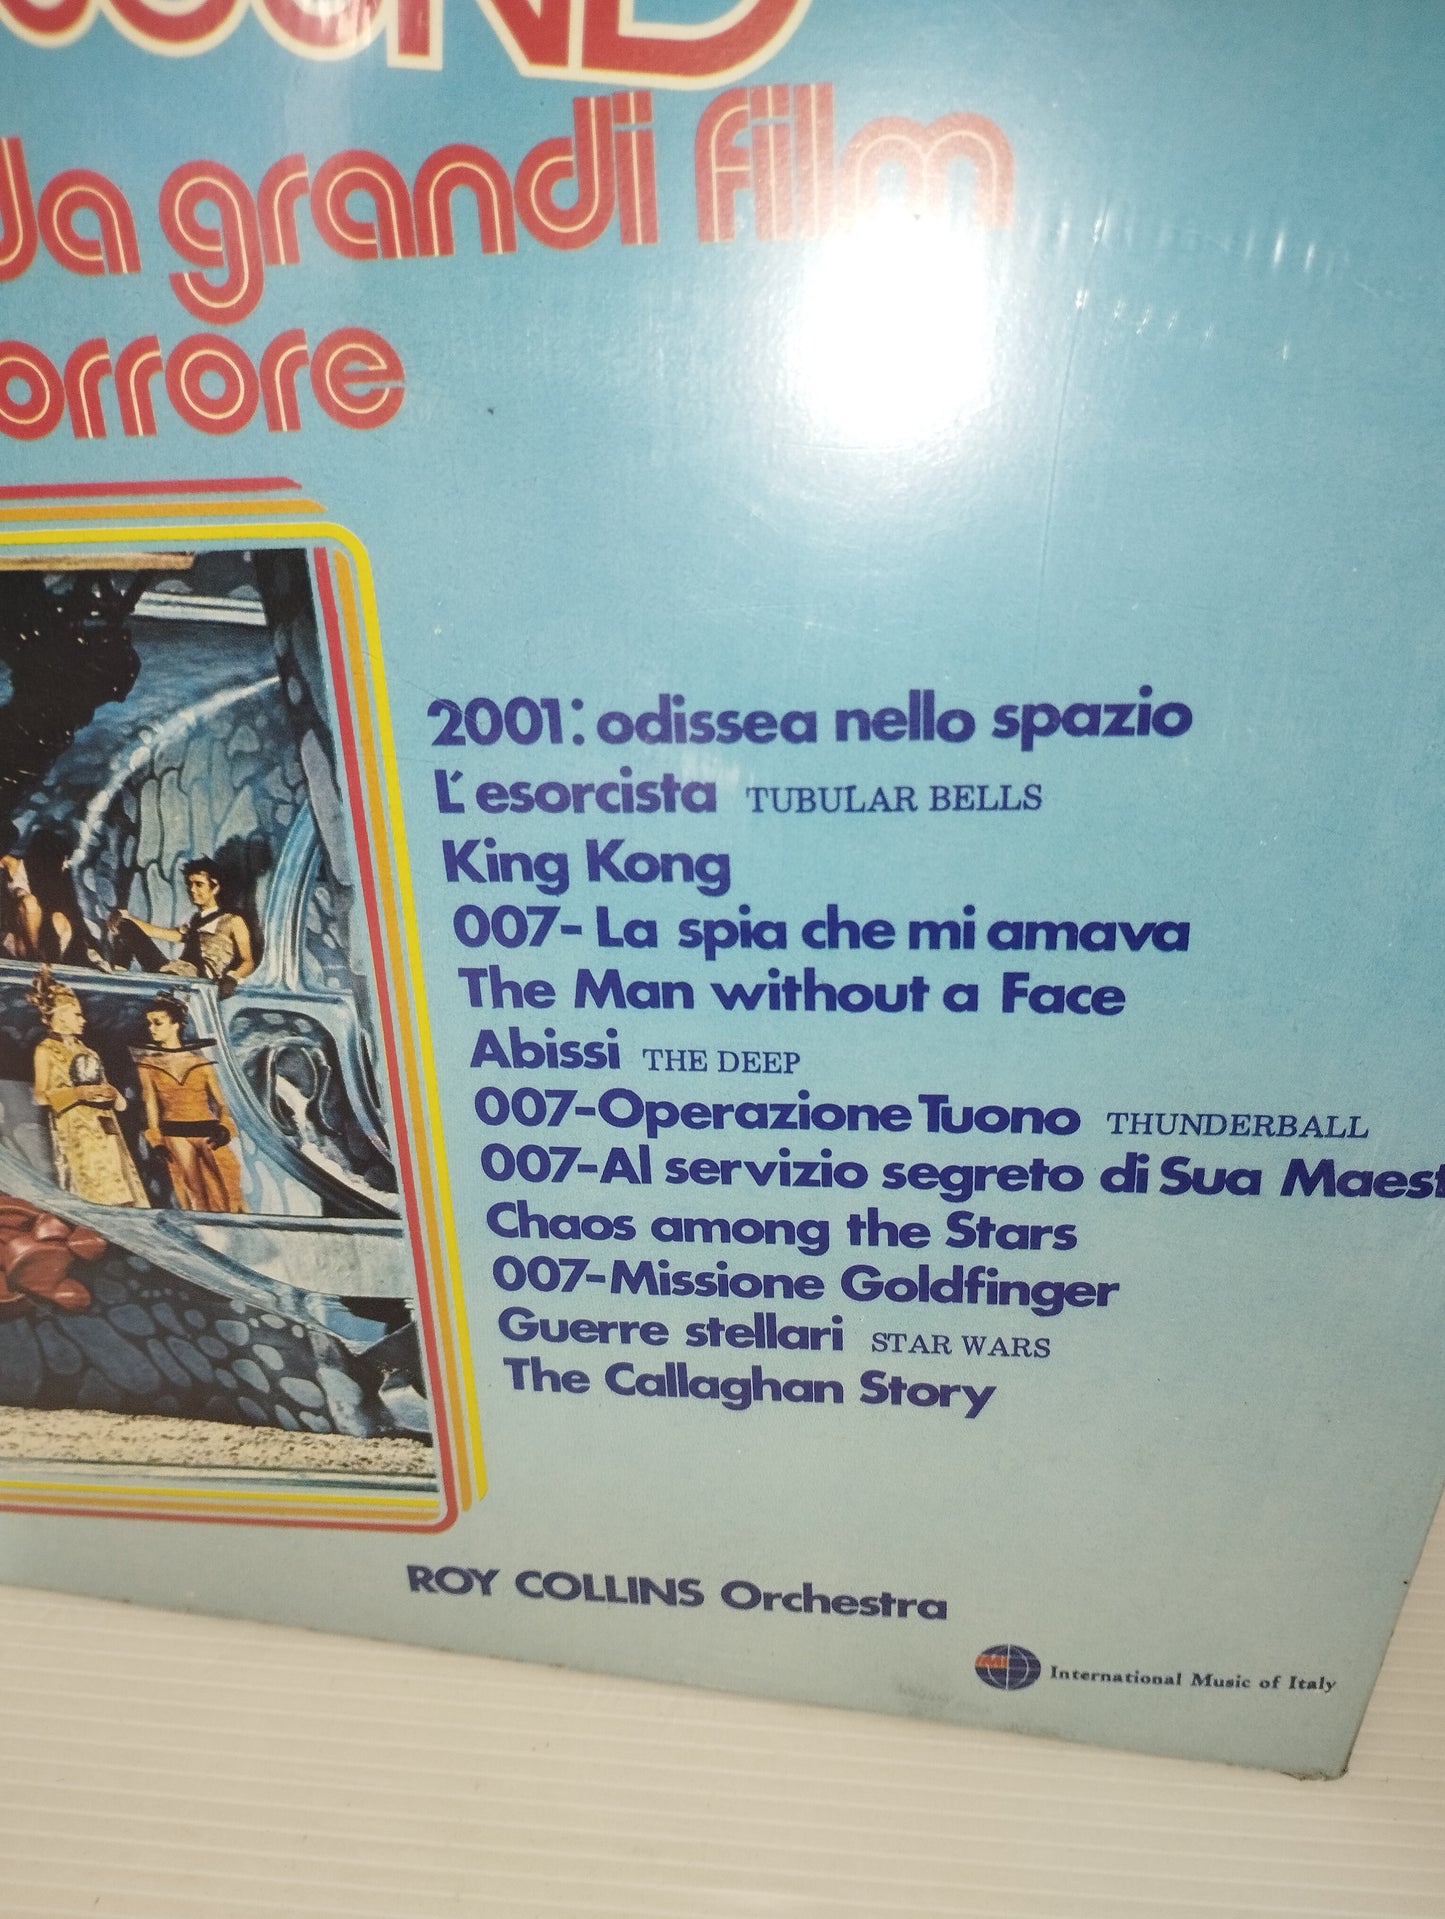 da grandi film
orrore
2001: odissea nello spazio
L'esorcista TUBULAR BELLS
King Kong
007- La spia che mi amava
The Man without a Face
Abissi THE DEEP
007-Operazione Tuono THUNDERBALL
007-Al servizio segreto di Sua Maest
Chaos among the Stars
007-Missione Goldfinger
Guerre stellari STAR WARS
The Callaghan Story
ROY COLLINS Orchestra
IMI International Music of Italy